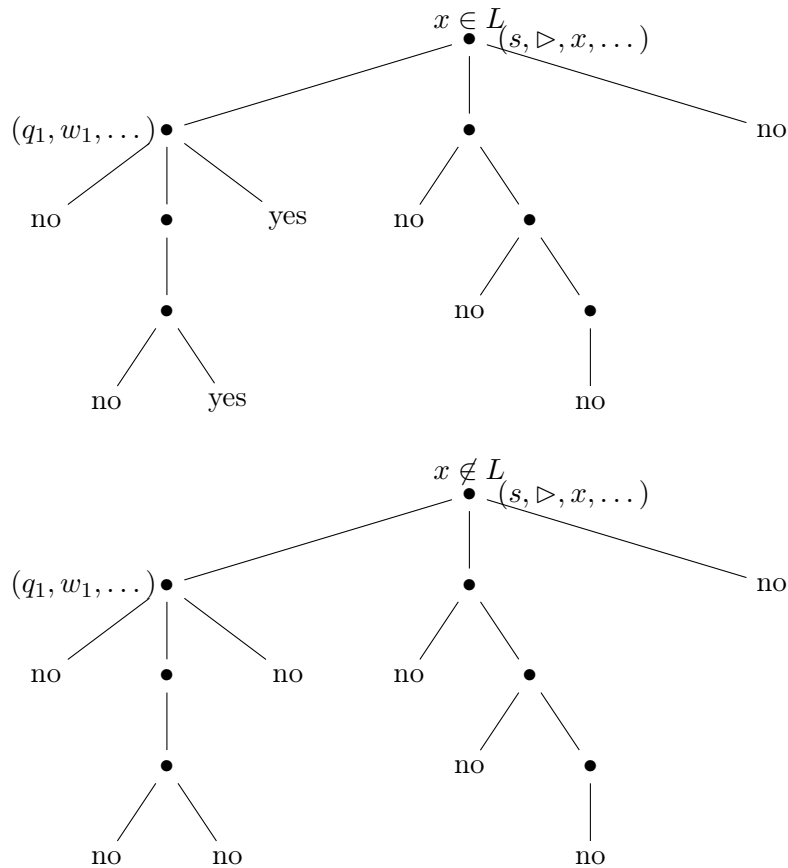 x ∈ L
(s, ▷, x, . . . )
(q₁, w₁, . . . )
no
no
yes
no
no
no
yes
no
x ∉ L
(s, ▷, x, . . . )
(q₁, w₁, . . . )
no
no
no
no
no
no
no
no